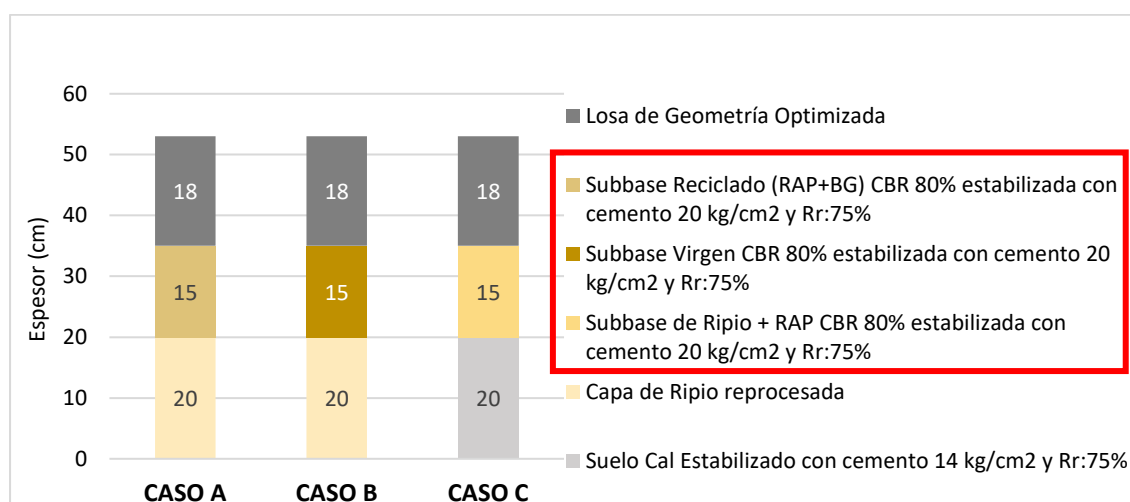 60
50
40
30
20
10
0
Espesor (cm)
18
18
18
15
15
15
20
20
20
CASO A
CASO B
CASO C
Losa de Geometría Optimizada
Subbase Reciclado (RAP+BG) CBR 80% estabilizada con
cemento 20 kg/cm2 y Rr:75%
Subbase Virgen CBR 80% estabilizada con cemento 20
kg/cm2 y Rr:75%
Subbase de Ripio + RAP CBR 80% estabilizada con
cemento 20 kg/cm2 y Rr:75%
Capa de Ripio reprocesada
Suelo Cal Estabilizado con cemento 14 kg/cm2 y Rr:75%